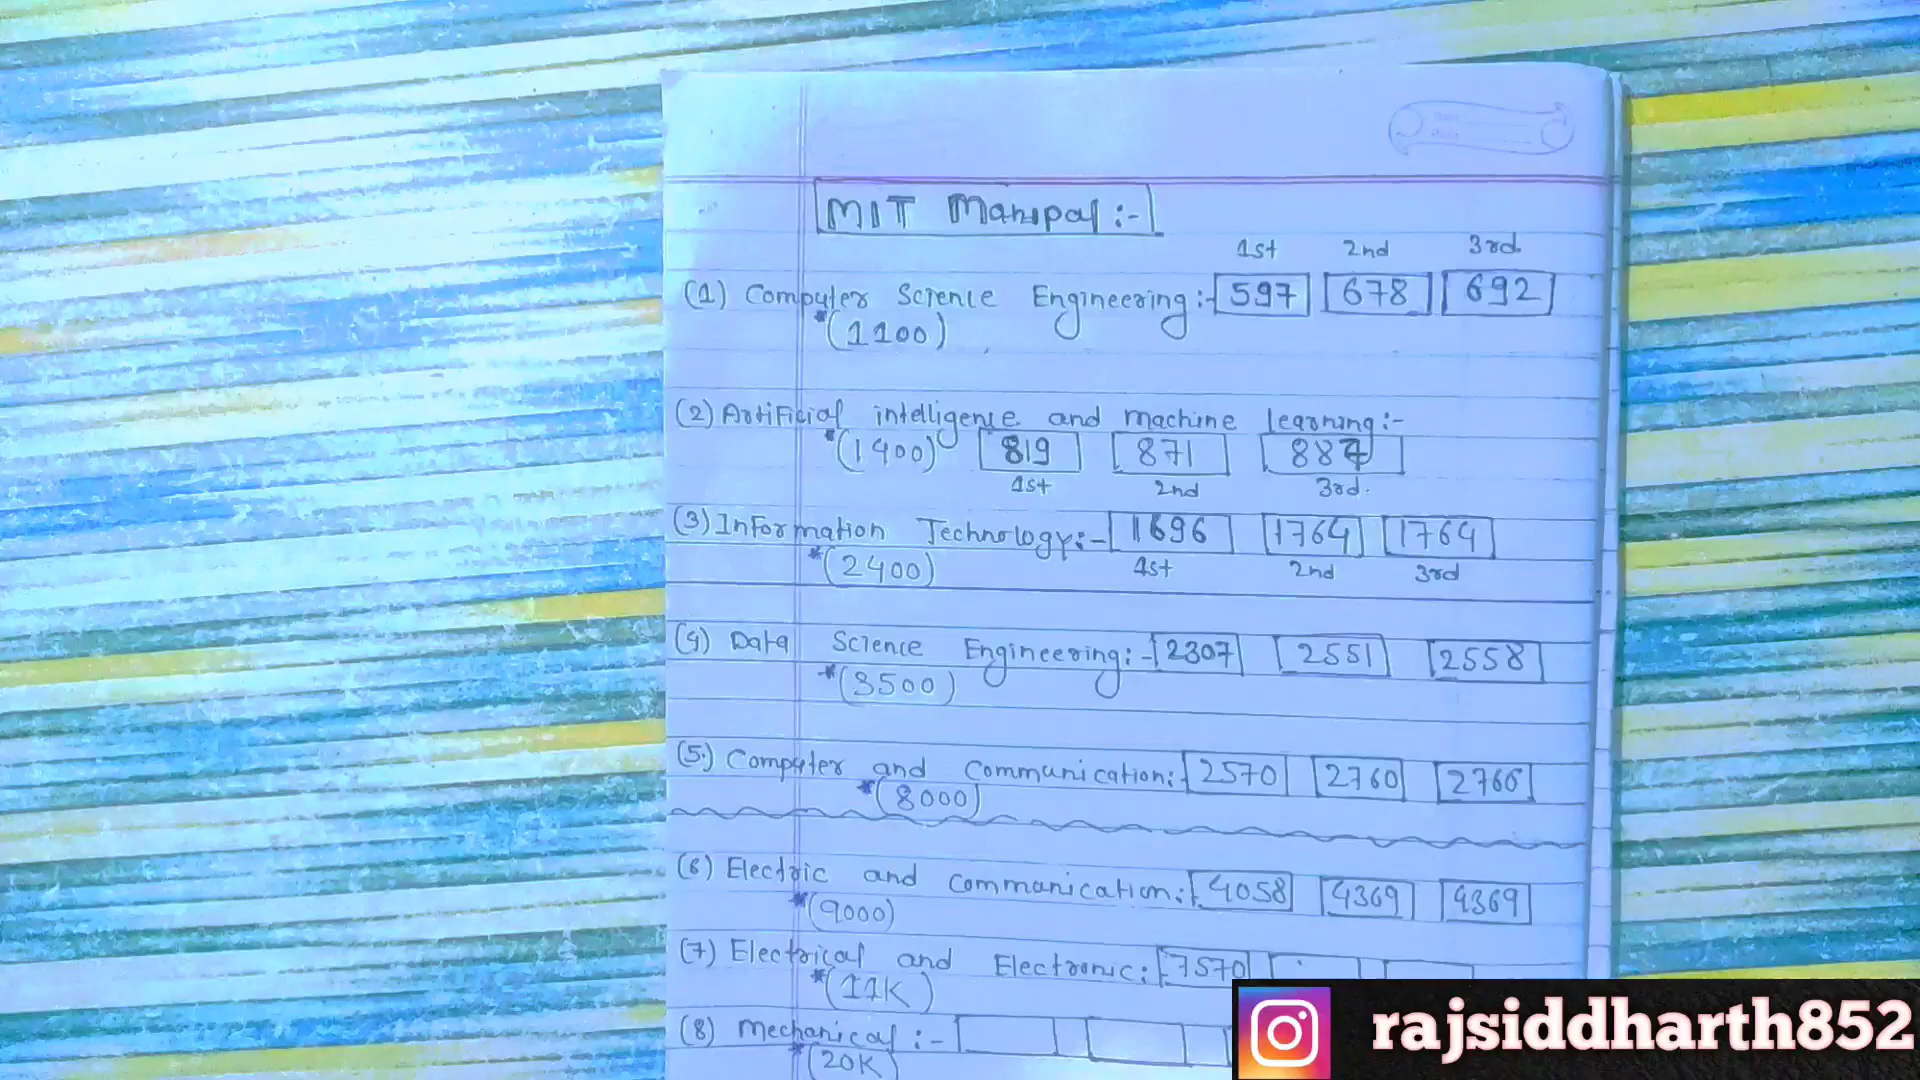 MIT Manipal :-
1st 2nd 3rd
(1) Computer Science Engineering :- 597 678 692
*(1100)
(2) Artificial intelligence and machine learning :-
*(1400) 819 871 887
1st 2nd 3rd.
(3) Information Technology :- 1696 1764 1764
*(2400) 1st 2nd 3rd
(4) Data Science Engineering :- 2307 2551 2558
*(3500)
(5.) Computer and Communication :- 2570 2760 2766
*(8000)
(6) Electric and communication :- 4058 4369 4369
*(9000)
(7) Electrical and Electronic : 7570
*(11K)
(8) mechanical :-
*(20K)
rajsiddharth852